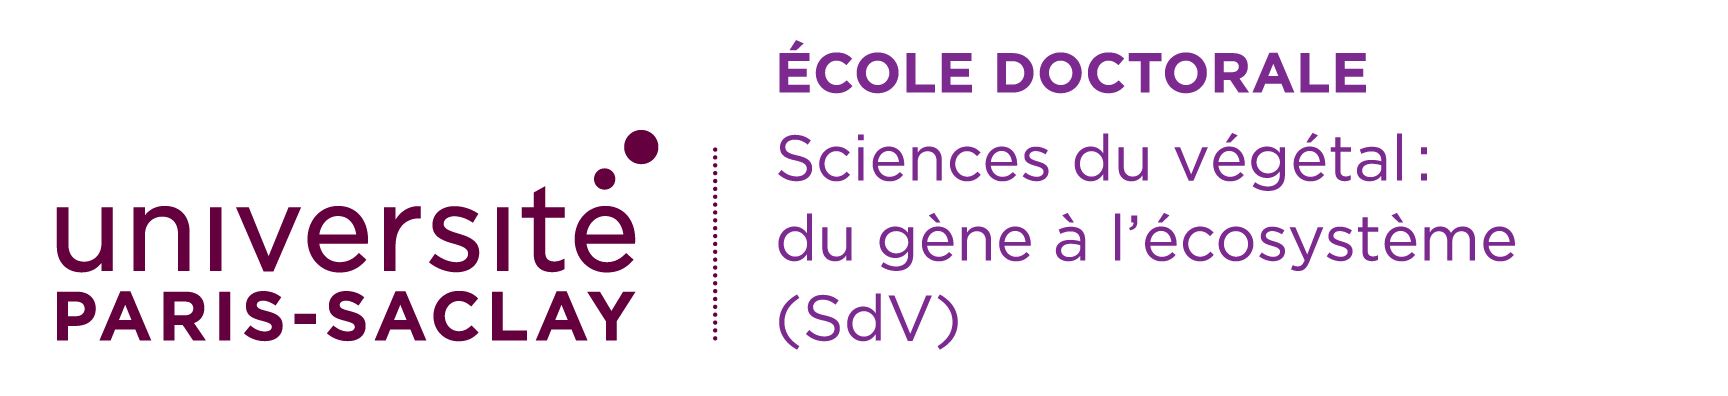 université
PARIS-SACLAY
ÉCOLE DOCTORALE
Sciences du végétal :
du gène à l’écosystème
(SdV)